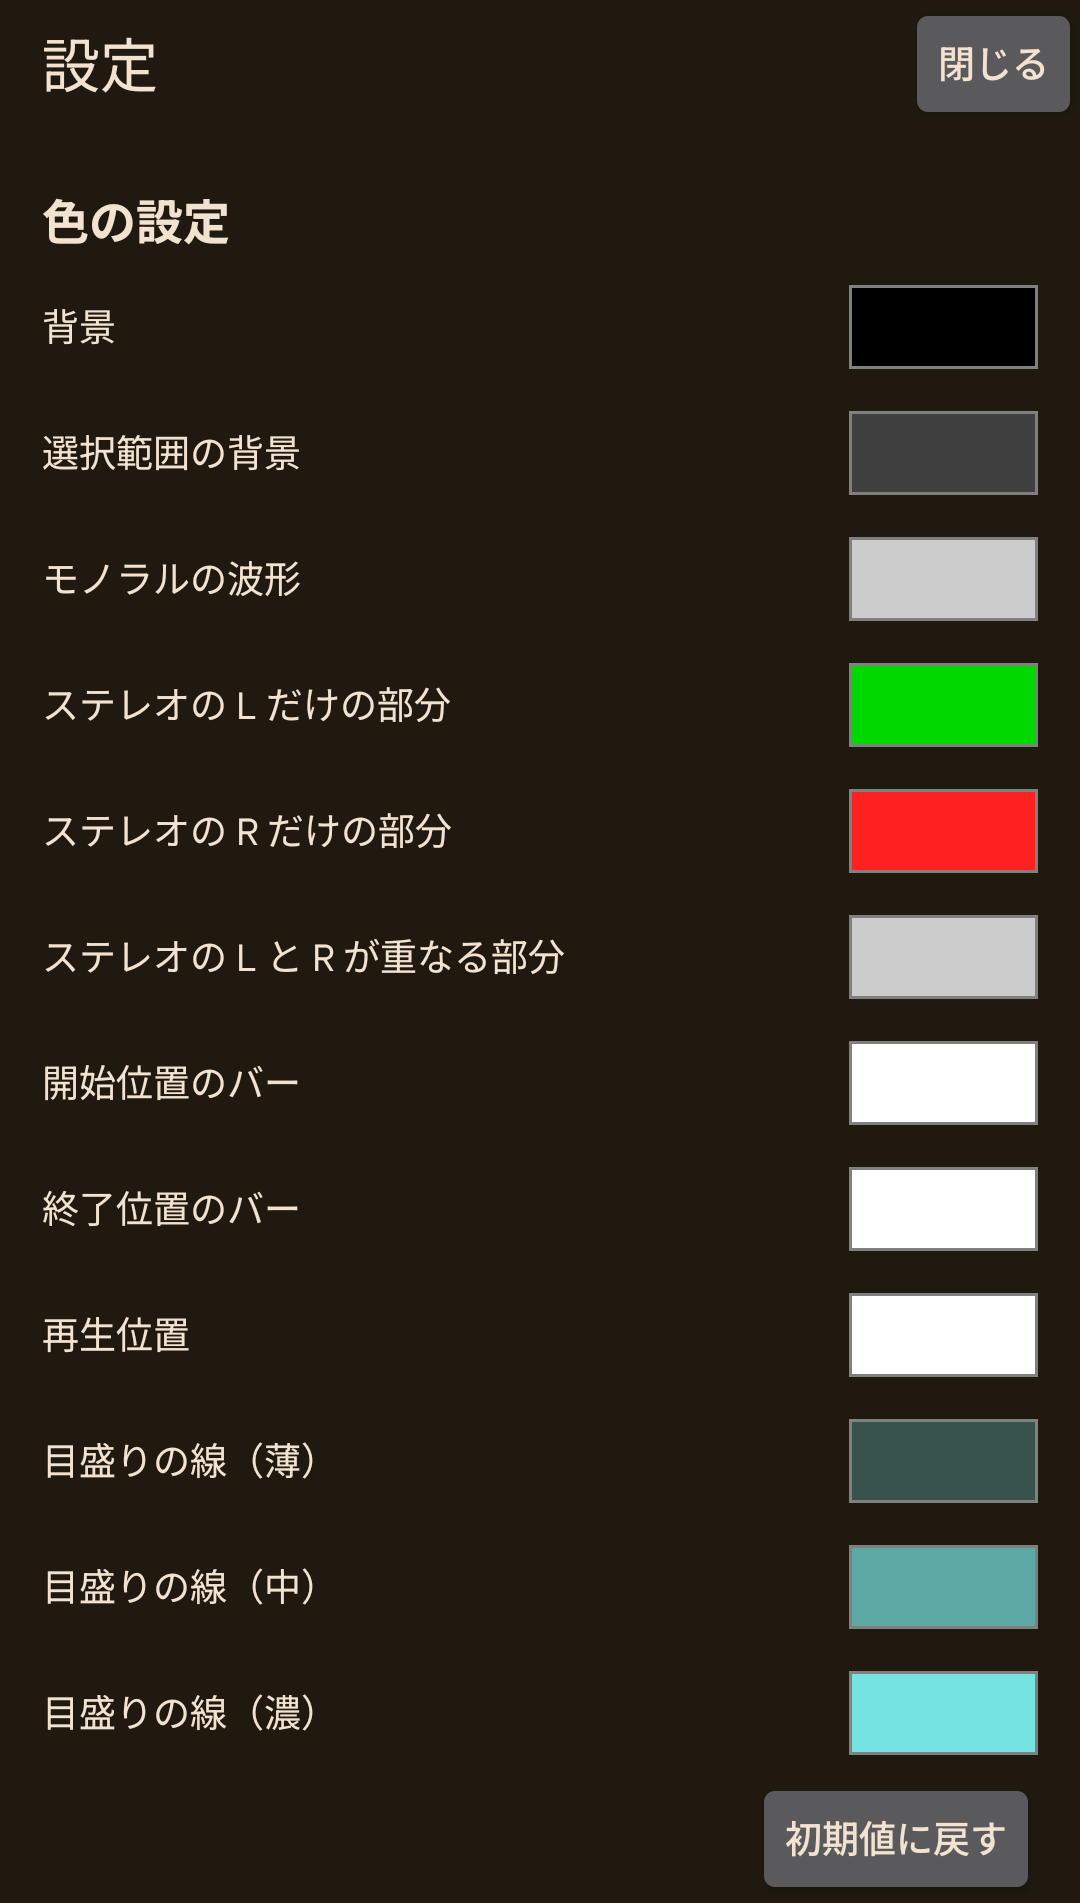 設定
閉じる
色の設定
背景
選択範囲の背景
モノラルの波形
ステレオの L だけの部分
ステレオの R だけの部分
ステレオの L と R が重なる部分
開始位置のバー
終了位置のバー
再生位置
目盛りの線（薄）
目盛りの線（中）
目盛りの線（濃）
初期値に戻す